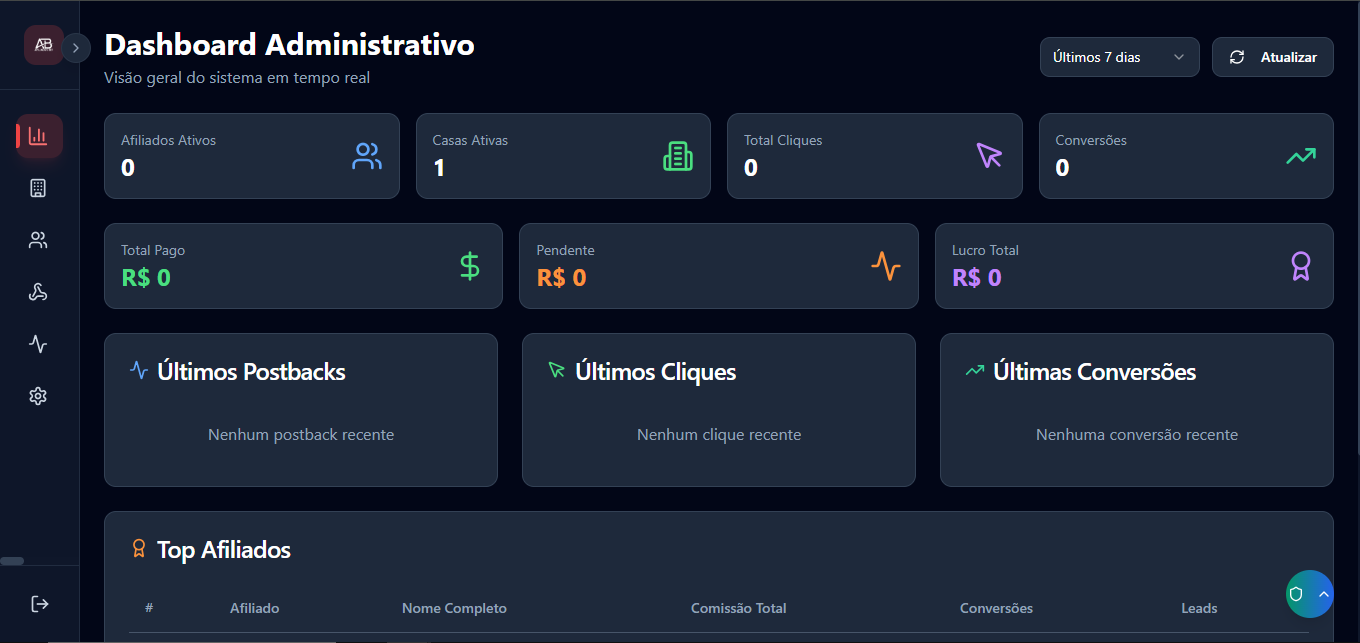 AB
Dashboard Administrativo
Visão geral do sistema em tempo real
Últimos 7 dias
Atualizar
Afiliados Ativos
0
Casas Ativas
1
Total Cliques
0
Conversões
0
Total Pago
R$ 0
Pendente
R$ 0
Lucro Total
R$ 0
Últimos Postbacks
Nenhum postback recente
Últimos Cliques
Nenhum clique recente
Últimas Conversões
Nenhuma conversão recente
Top Afiliados
# Afiliado Nome Completo Comissão Total Conversões Leads